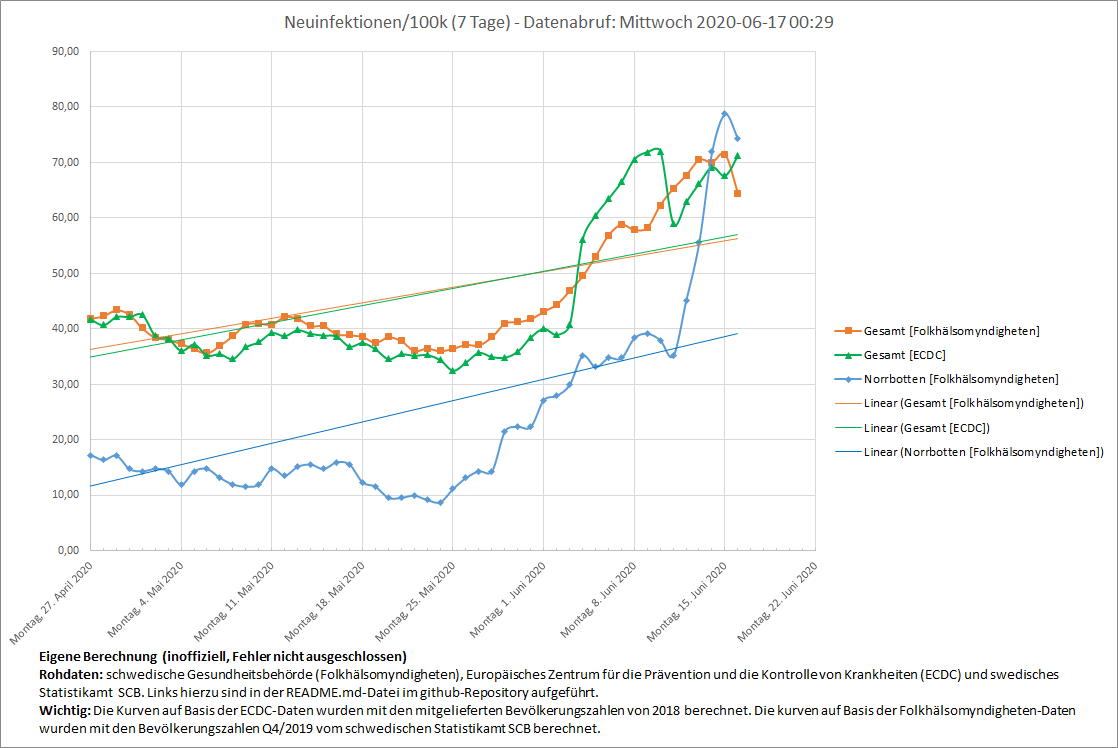 Neuinfektionen/100k (7 Tage) - Datenabruf: Mittwoch 2020-06-17 00:29
90,00
80,00
70,00
60,00
50,00
40,00
30,00
20,00
10,00
0,00
Montag, 27. April 2020
Montag, 4. Mai 2020
Montag, 11. Mai 2020
Montag, 18. Mai 2020
Montag, 25. Mai 2020
Montag, 1. Juni 2020
Montag, 8. Juni 2020
Montag, 15. Juni 2020
Montag, 22. Juni 2020
Gesamt [Folkhälsomyndigheten]
Gesamt [ECDC]
Norrbotten [Folkhälsomyndigheten]
Linear (Gesamt [Folkhälsomyndigheten])
Linear (Gesamt [ECDC])
Linear (Norrbotten [Folkhälsomyndigheten])
Eigene Berechnung (inoffiziell, Fehler nicht ausgeschlossen)
Rohdaten: schwedische Gesundheitsbehörde (Folkhälsomyndigheten), Europäisches Zentrum für die Prävention und die Kontrolle von Krankheiten (ECDC) und swedisches
Statistikamt SCB. Links hierzu sind in der README.md-Datei im github-Repository aufgeführt.
Wichtig: Die Kurven auf Basis der ECDC-Daten wurden mit den mitgelieferten Bevölkerungszahlen von 2018 berechnet. Die kurven auf Basis der Folkhälsomyndigheten-Daten
wurden mit den Bevölkerungszahlen Q4/2019 vom schwedischen Statistikamt SCB berechnet.